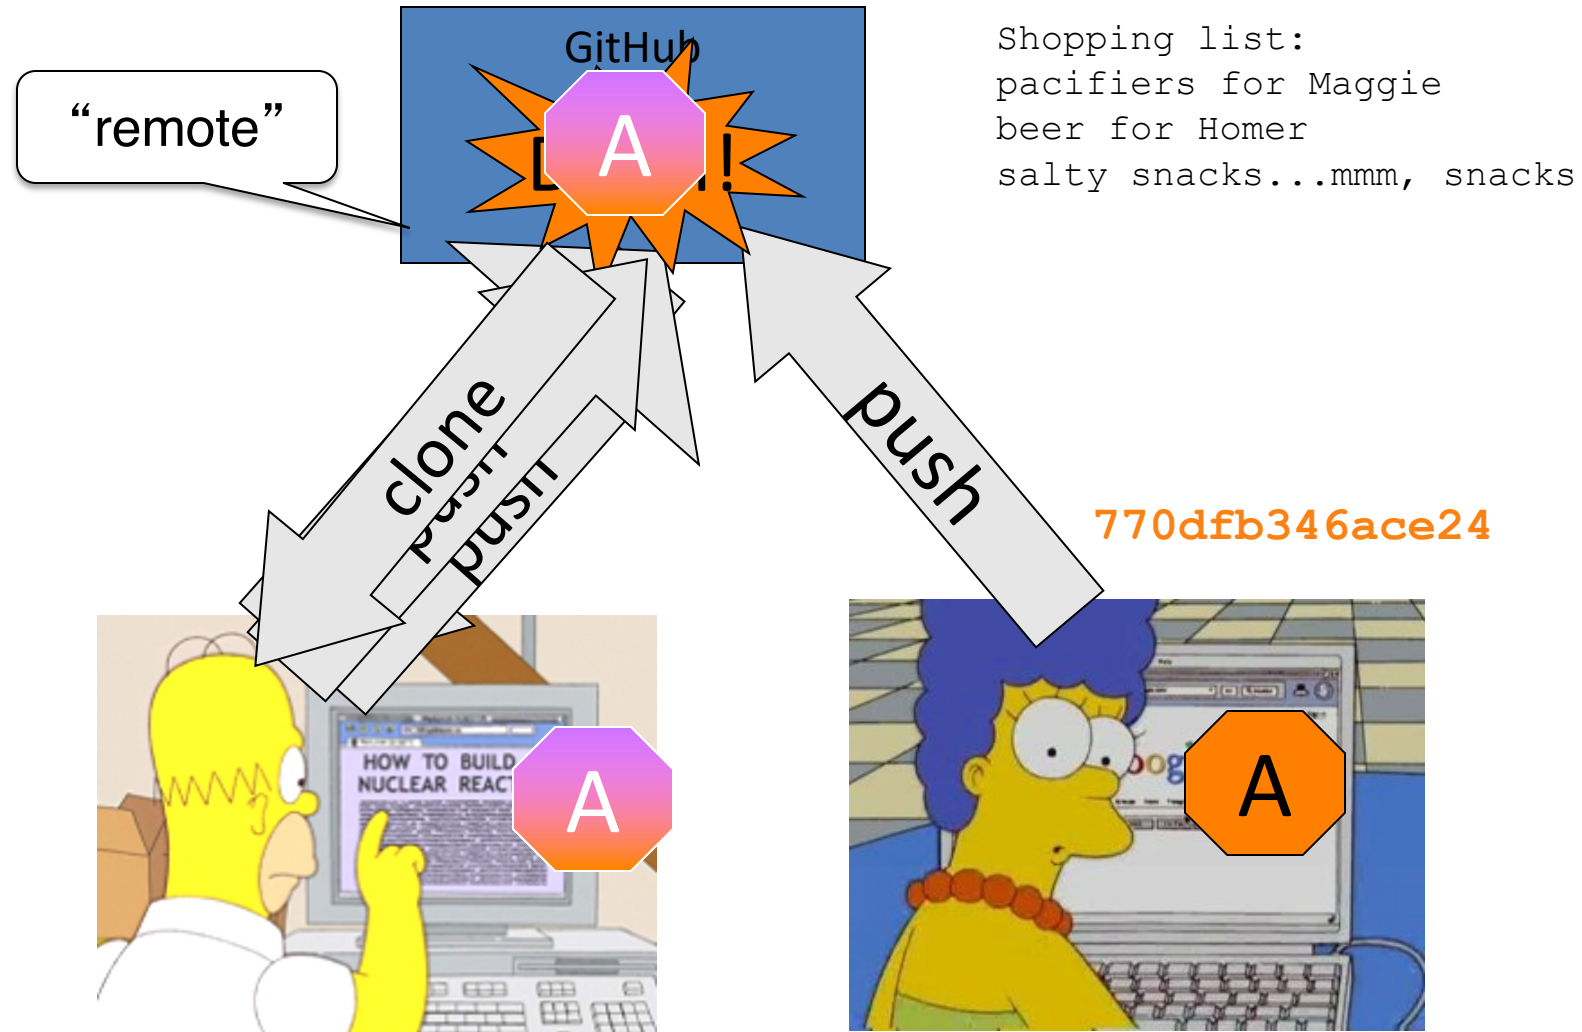 GitHub
“remote”
A
D !
Shopping list:
pacifiers for Maggie
beer for Homer
salty snacks...mmm, snacks
clone
push
push
push
770dfb346ace24
HOW TO BUILD
NUCLEAR REACT
A
A